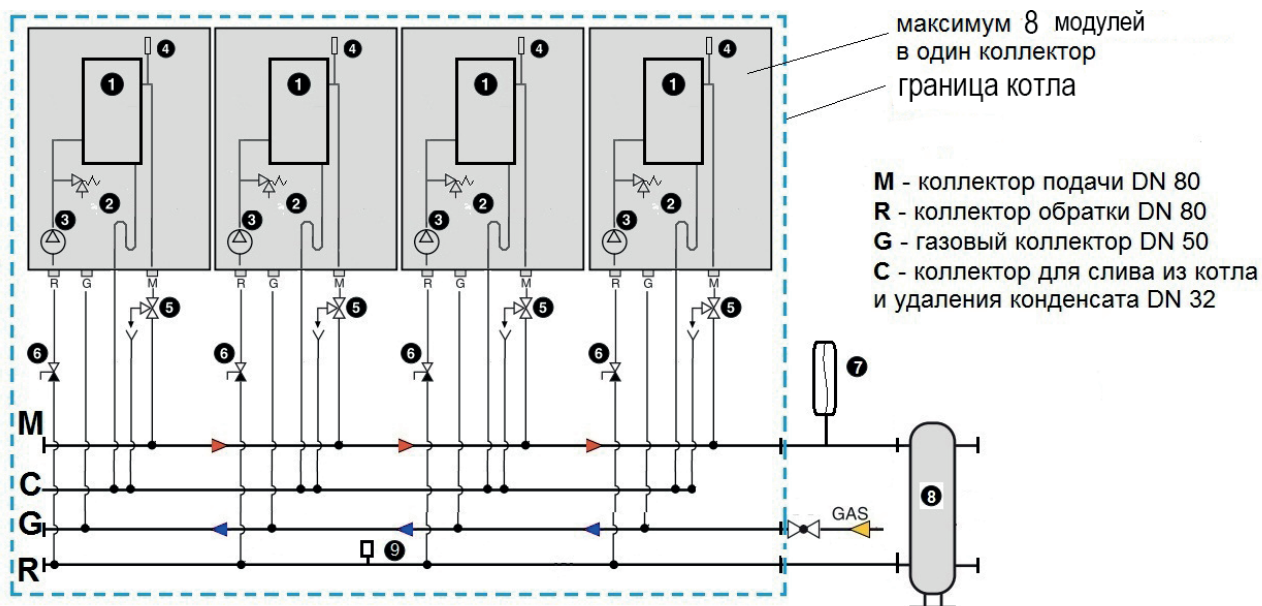 максимум 8 модулей
в один коллектор
граница котла
M - коллектор подачи DN 80
R - коллектор обратки DN 80
G - газовый коллектор DN 50
C - коллектор для слива из котла
и удаления конденсата DN 32
4 4 4 4
1 1 1 1
2 2 2 2
3 3 3 3
R G M R G M R G M R G M
5 5 5 5
6 6 6 6 7
M
C 8
G GAS
9
R